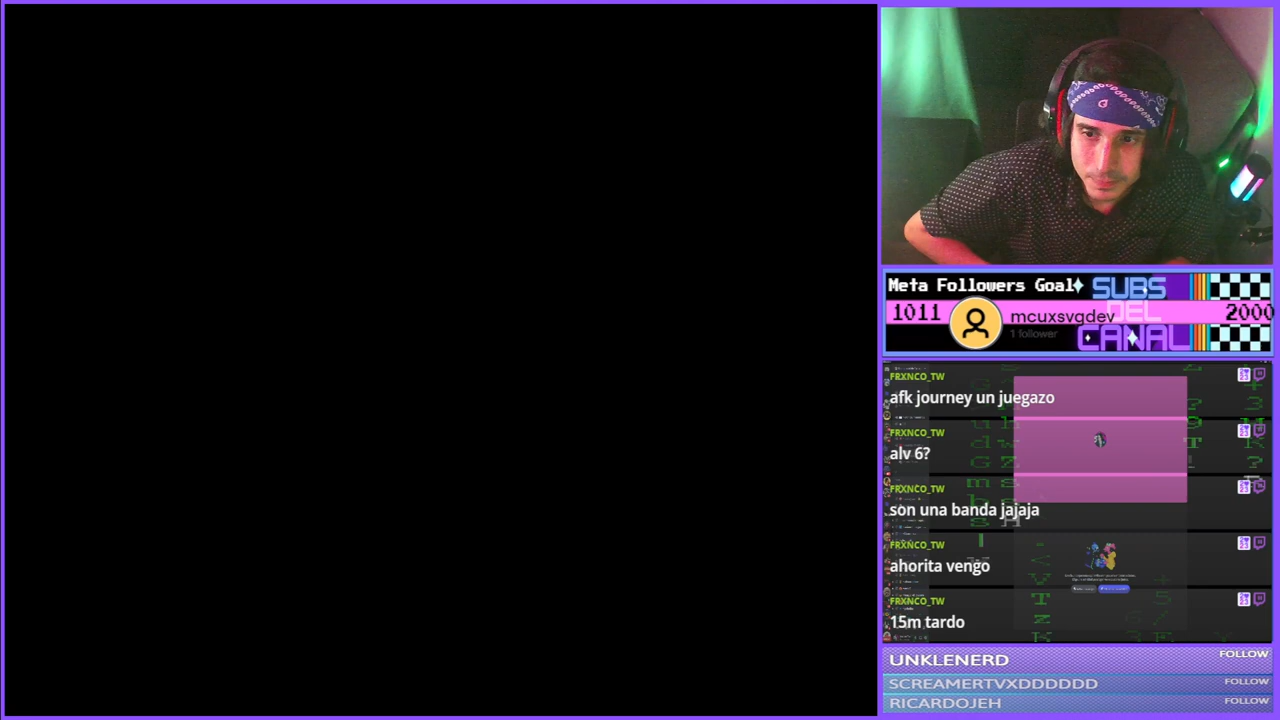 Meta Followers Goal
SUBS
DEL
CANAL
1011
mcuxsvgdev
2000
1 follower
FRXNCO_TW
afk journey un juegazo
FRXNCO_TW
alv 6?
FRXNCO_TW
son una banda jajaja
FRXNCO_TW
ahorita vengo
FRXNCO_TW
15m tardo
UNKLENERD FOLLOW
SCREAMERTVXDDDDDD FOLLOW
RICARDOJEH FOLLOW